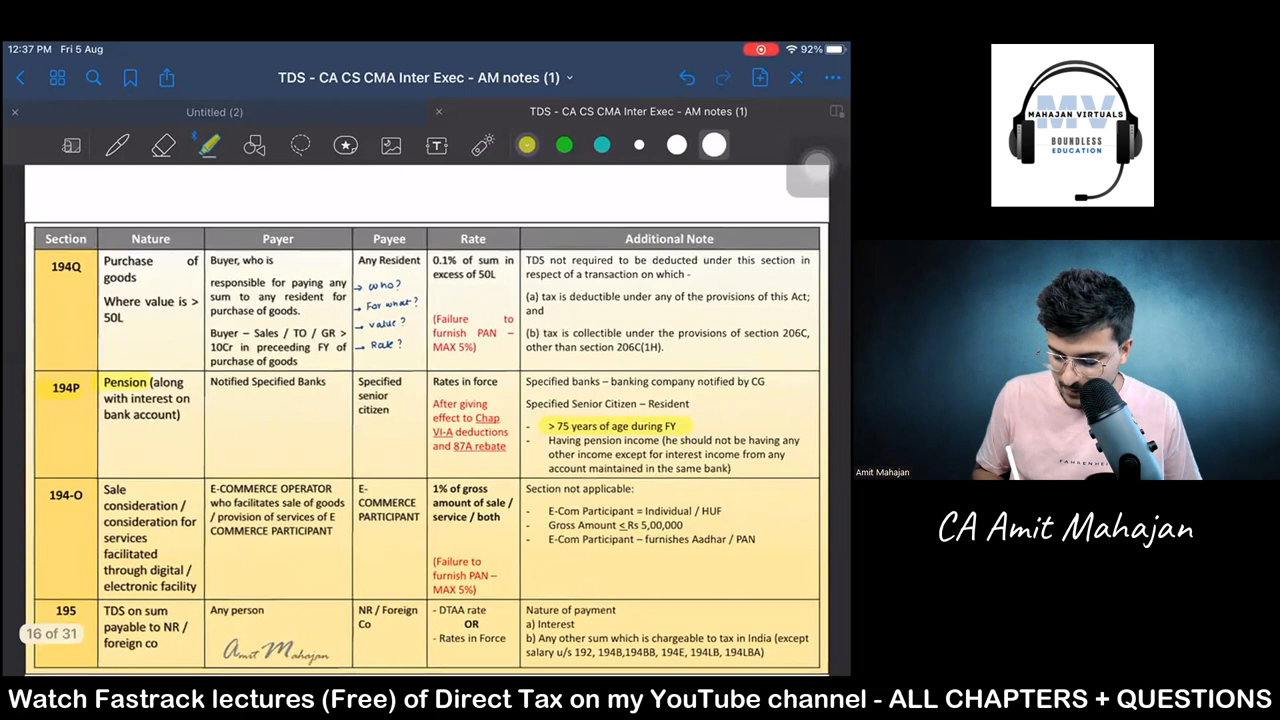 12:37 PM Fri 5 Aug
92%
TDS - CA CS CMA Inter Exec - AM notes (1)
Untitled (2)
TDS - CA CS CMA Inter Exec - AM notes (1)
Section Nature Payer Payee Rate Additional Note
194Q
Purchase of
goods
Where value is >
50L
Buyer, who is
responsible for paying any
sum to any resident for
purchase of goods.
Buyer – Sales / TO / GR >
10Cr in preceeding FY of
purchase of goods
Any Resident
→ who?
→ For what?
→ value?
→ Rate?
0.1% of sum in
excess of 50L
(Failure to
furnish PAN –
MAX 5%)
TDS not required to be deducted under this section in
respect of a transaction on which -
(a) tax is deductible under any of the provisions of this Act;
and
(b) tax is collectible under the provisions of section 206C,
other than section 206C(1H).
194P
Pension (along
with interest on
bank account)
Notified Specified Banks
Specified
senior
citizen
Rates in force
After giving
effect to Chap
VI-A deductions
and 87A rebate
Specified banks – banking company notified by CG
Specified Senior Citizen – Resident
- > 75 years of age during FY
- Having pension income (he should not be having any
other income except for interest income from any
account maintained in the same bank)
194-O
Sale
consideration /
consideration for
services
facilitated
through digital /
electronic facility
E-COMMERCE OPERATOR
who facilitates sale of goods
/ provision of services of E
COMMERCE PARTICIPANT
E-
COMMERCE
PARTICIPANT
1% of gross
amount of sale /
service / both
(Failure to
furnish PAN –
MAX 5%)
Section not applicable:
- E-Com Participant = Individual / HUF
- Gross Amount < Rs 5,00,000
- E-Com Participant – furnishes Aadhar / PAN
195
TDS on sum
payable to NR /
foreign co
Any person
Amit Mahajan
NR / Foreign
Co
- DTAA rate
OR
- Rates in Force
Nature of payment
a) Interest
b) Any other sum which is chargeable to tax in India (except
salary u/s 192, 194B,194BB, 194E, 194LB, 194LBA)
16 of 31
MV
MAHAJAN VIRTUALS
BOUNDLESS
EDUCATION
Amit Mahajan
CA Amit Mahajan
Watch Fastrack lectures (Free) of Direct Tax on my YouTube channel - ALL CHAPTERS + QUESTIONS